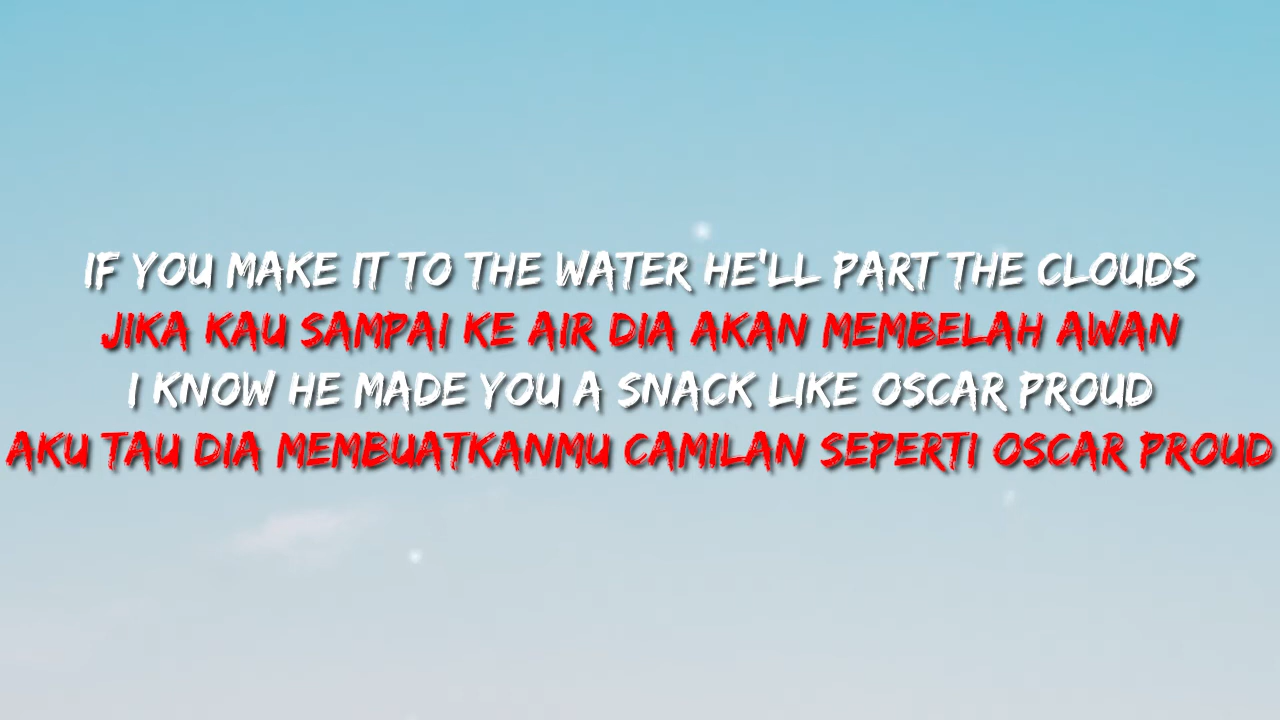 IF YOU MAKE IT TO THE WATER HE'LL PART THE CLOUDS
JIKA KAU SAMPAI KE AIR DIA AKAN MEMBELAH AWAN
I KNOW HE MADE YOU A SNACK LIKE OSCAR PROUD
AKU TAU DIA MEMBUATKANMU CAMILAN SEPERTI OSCAR PROUD